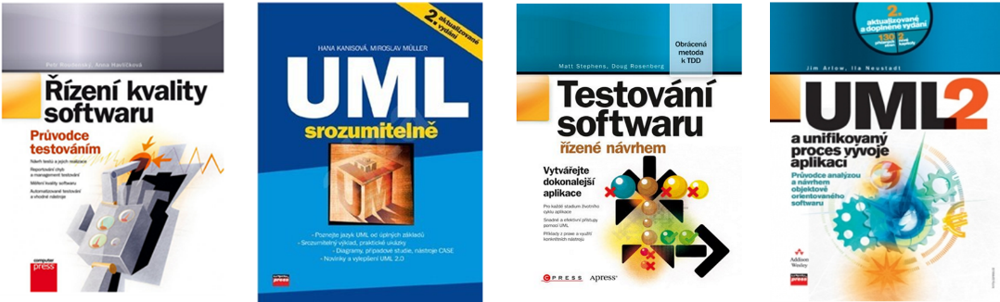 Petr Roudenský, Anna Havlíčková
Řízení kvality
softwaru
Průvodce
testováním
Návrh testů a jejich realizace
Reportování chyb
a management testování
Měření kvality softwaru
Automatizované testování
a vhodné nástroje
computer
press
2. aktualizované
vydání
HANA KANISOVÁ, MIROSLAV MÜLLER
UML
srozumitelně
UML
- Poznejte jazyk UML od úplných základů
- Srozumitelný výklad, praktické ukázky
- Diagramy, případové studie, nástroje CASE
- Novinky a vylepšení UML 2.0
computer
press
Obrácená
metoda
k TDD
Matt Stephens, Doug Rosenberg
Testování
softwaru
řízené návrhem
Vytvářejte
dokonalejší
aplikace
Pro každé stadium životního
cyklu aplikace
Snadné a efektivní přístupy
pomocí UML
Příklady z praxe a využití
konkrétních nástrojů
CPRESS
Apress®
2.
aktualizované
a doplněné vydání
130
2
Jim Arlow, Ila Neustadt
UML2
a unifikovaný
proces vývoje
aplikací
Průvodce analýzou
a návrhem
objektově
orientovaného
softwaru
Addison
Wesley
computer
press